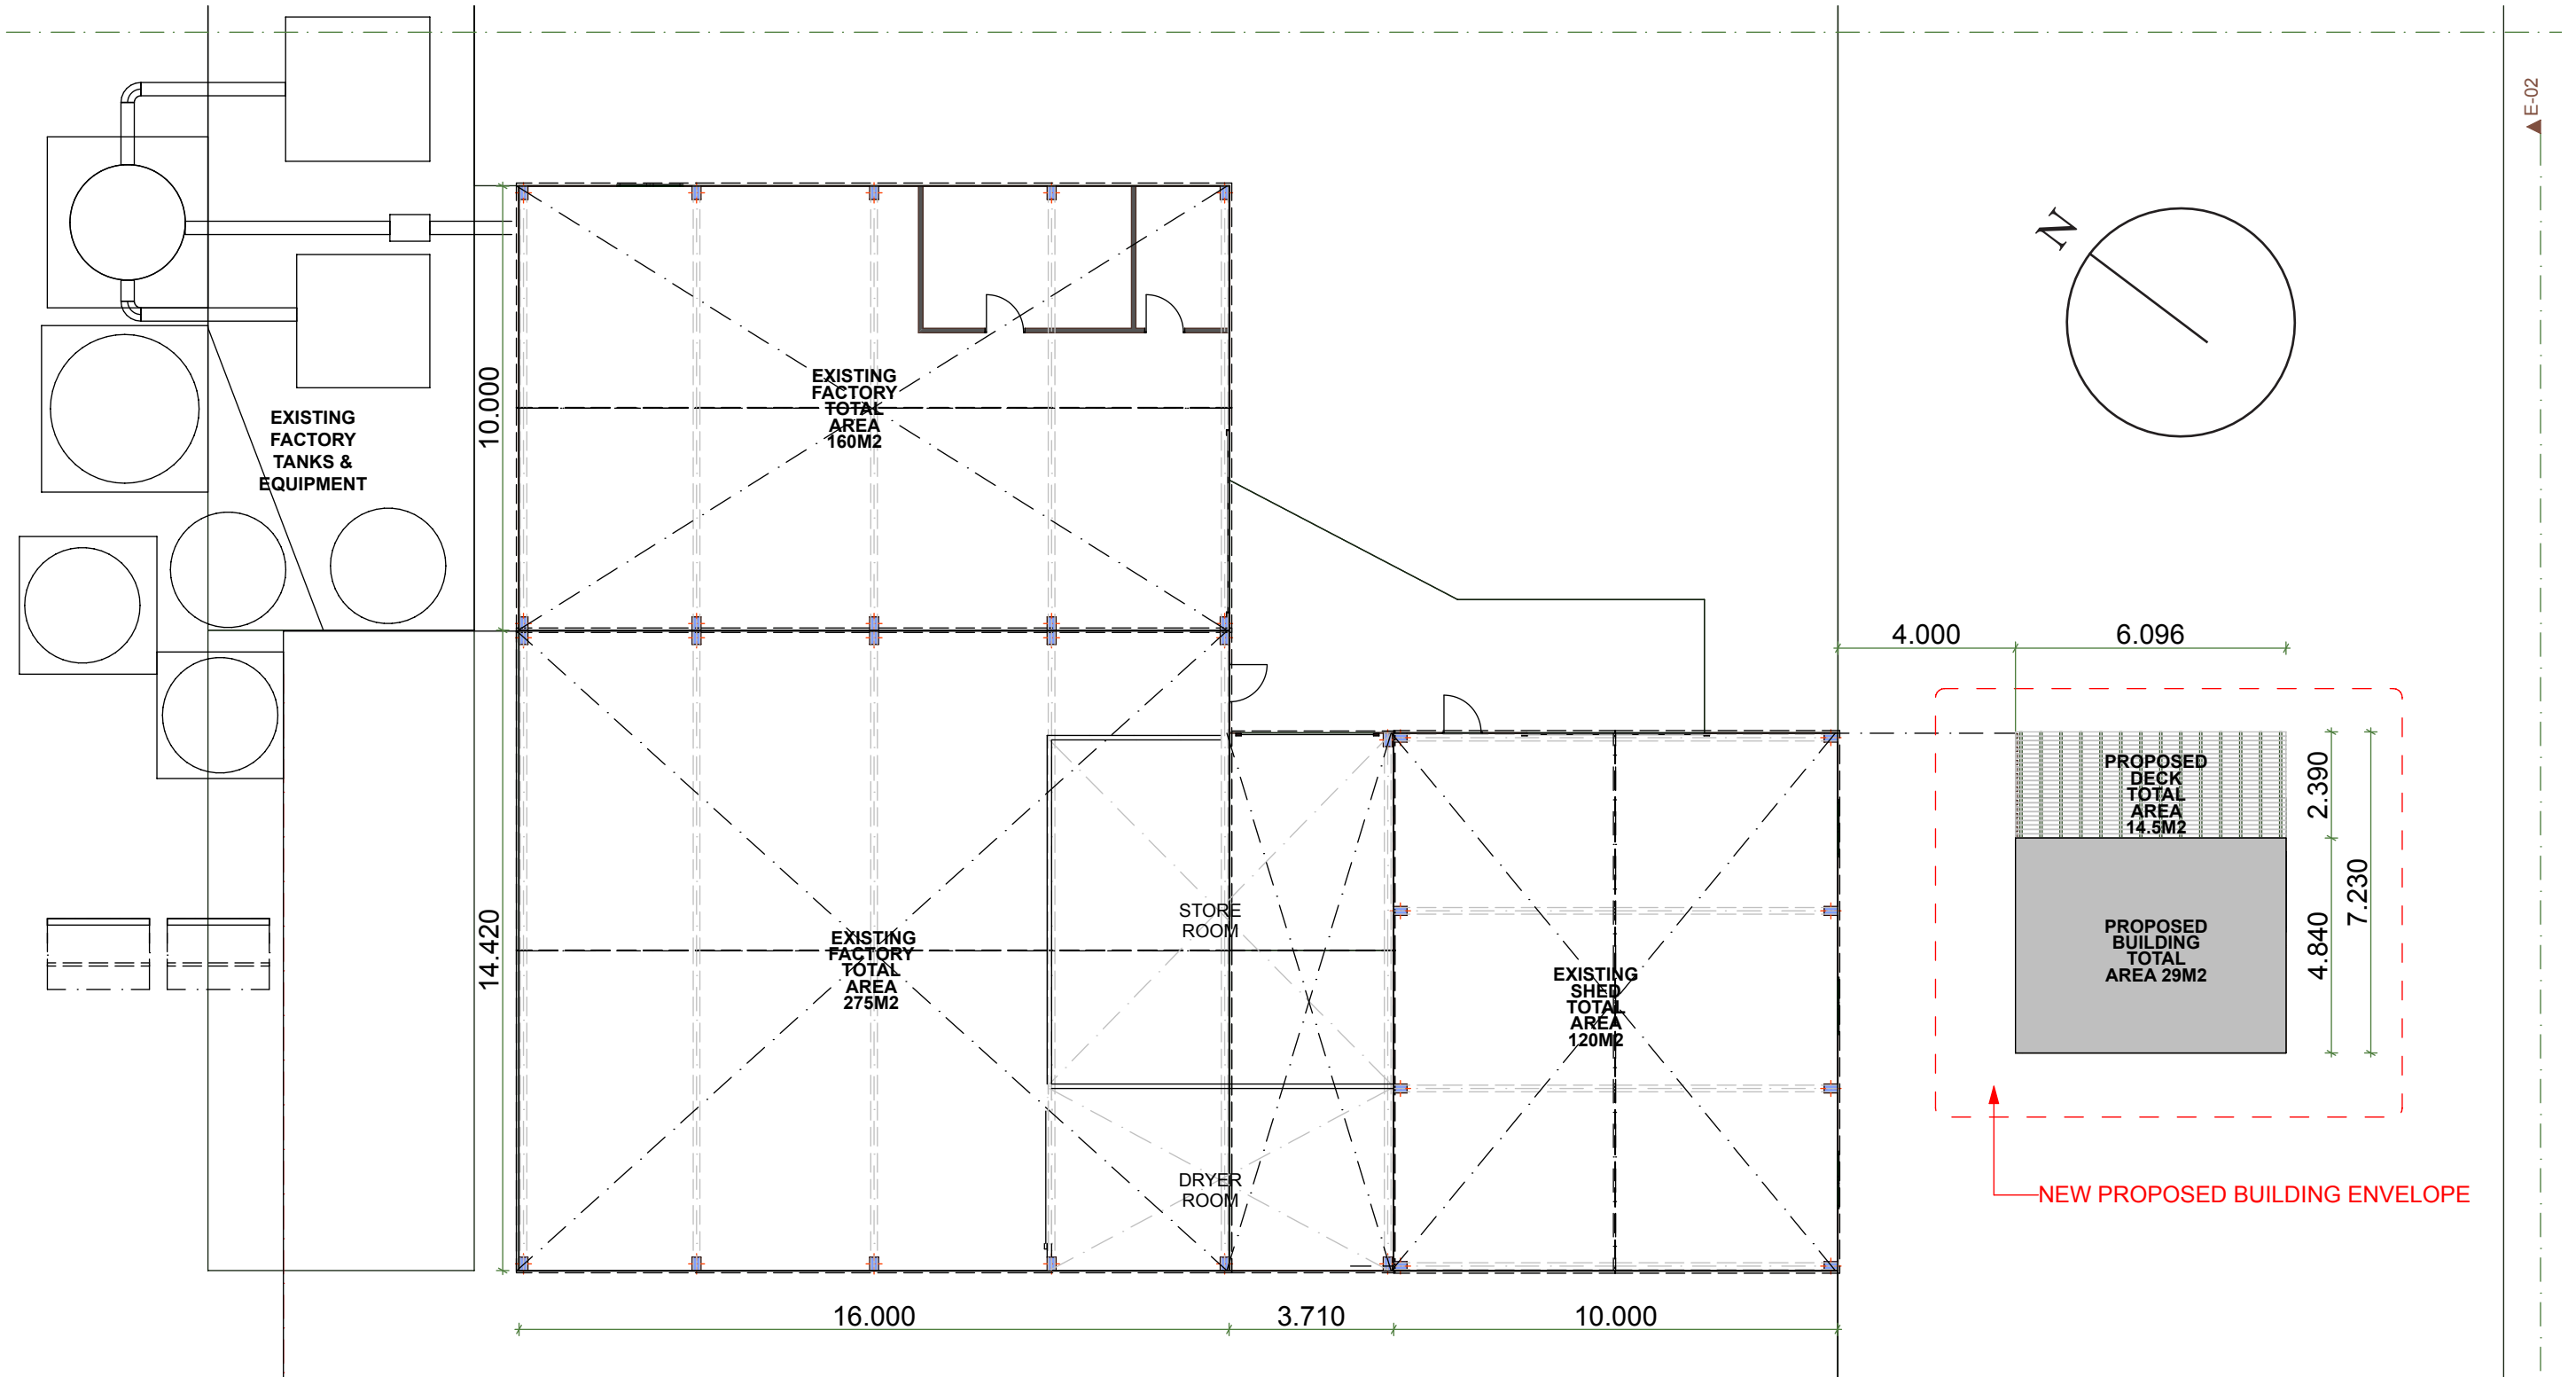 E-02
N
EXISTING
FACTORY
TOTAL
AREA
160M2
10.000
EXISTING
FACTORY
TANKS &
EQUIPMENT
4.000
6.096
PROPOSED
DECK
TOTAL
AREA
14.5M2
2.390
7.230
4.840
PROPOSED
BUILDING
TOTAL
AREA 29M2
STORE
ROOM
EXISTING
FACTORY
TOTAL
AREA
275M2
14.420
EXISTING
SHED
TOTAL
AREA
120M2
DRYER
ROOM
NEW PROPOSED BUILDING ENVELOPE
16.000
3.710
10.000